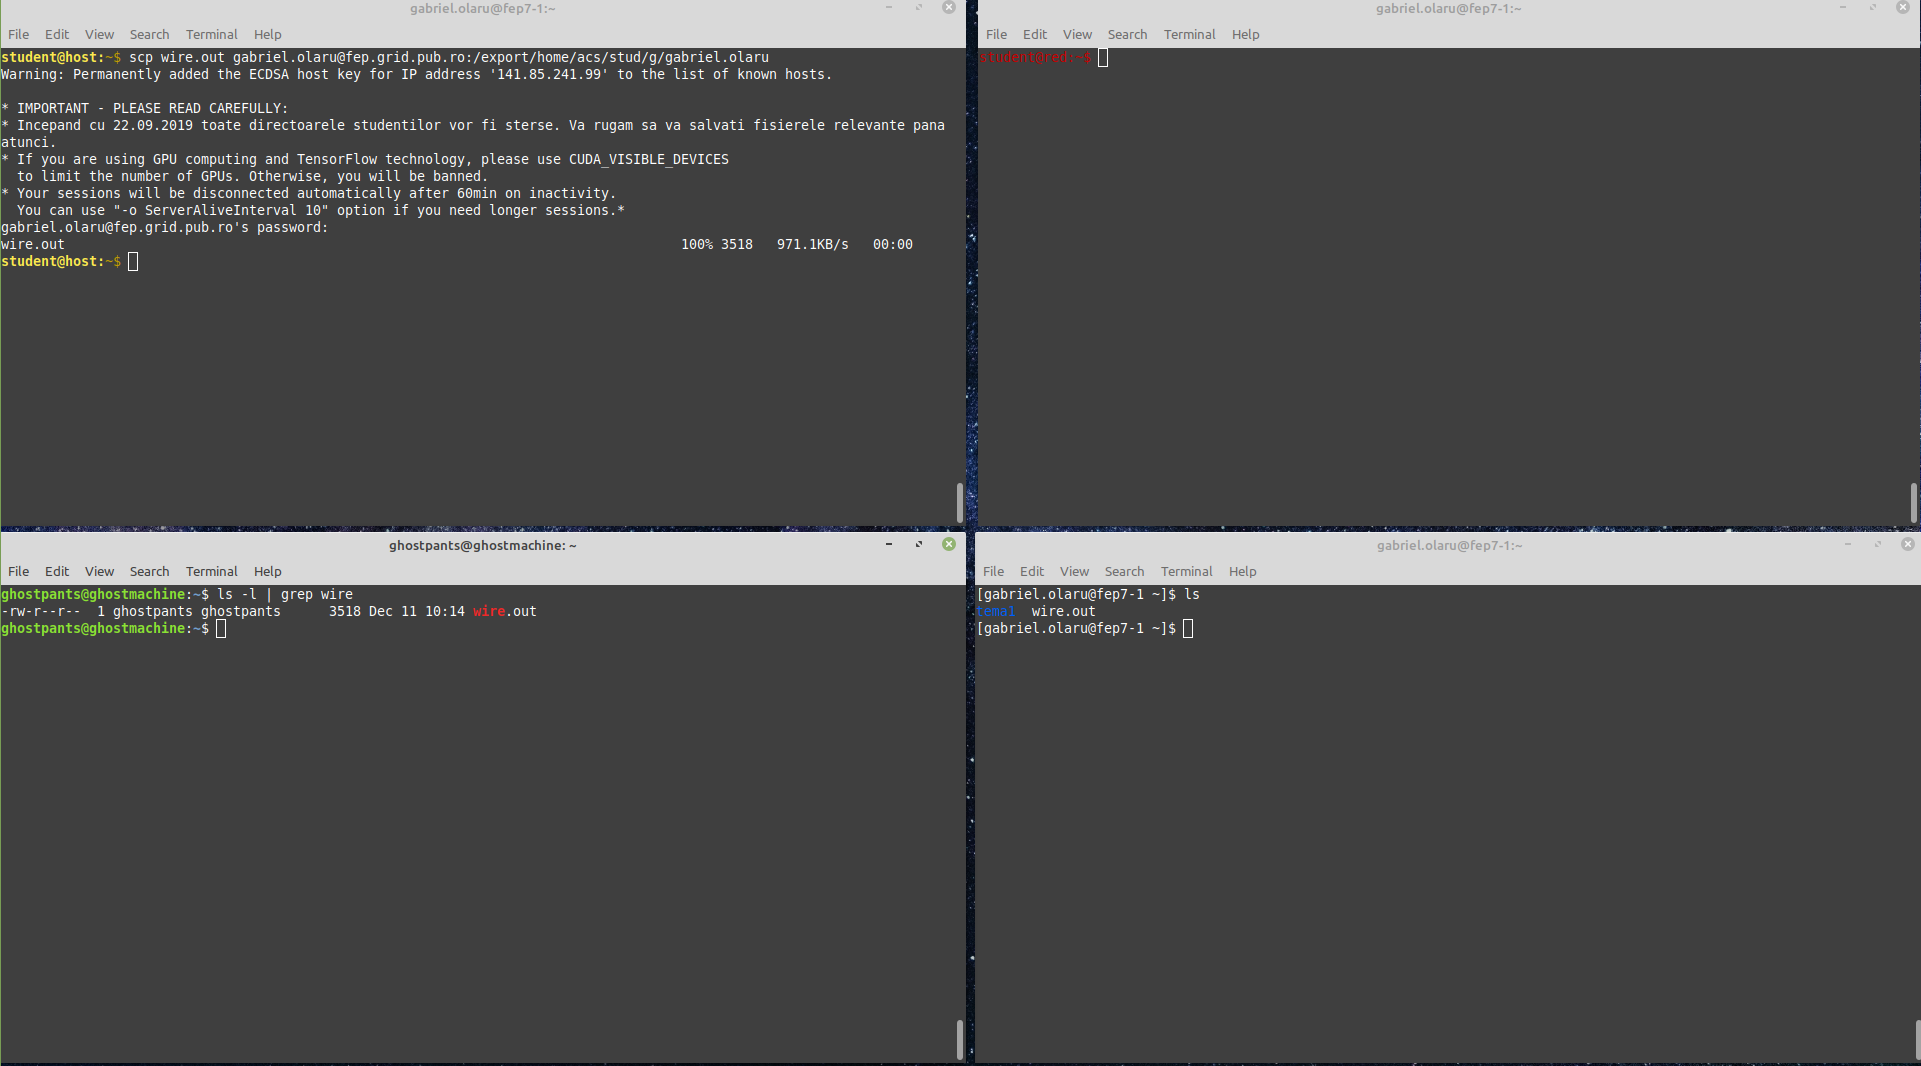 gabriel.olaru@fep7-1:~
File Edit View Search Terminal Help
student@host:~$ scp wire.out gabriel.olaru@fep.grid.pub.ro:/export/home/acs/stud/g/gabriel.olaru
Warning: Permanently added the ECDSA host key for IP address '141.85.241.99' to the list of known hosts.
* IMPORTANT - PLEASE READ CAREFULLY:
* Incepand cu 22.09.2019 toate directoarele studentilor vor fi sterse. Va rugam sa va salvati fisierele relevante pana
atunci.
* If you are using GPU computing and TensorFlow technology, please use CUDA_VISIBLE_DEVICES
to limit the number of GPUs. Otherwise, you will be banned.
* Your sessions will be disconnected automatically after 60min on inactivity.
You can use "-o ServerAliveInterval 10" option if you need longer sessions.*
gabriel.olaru@fep.grid.pub.ro's password:
wire.out 100% 3518 971.1KB/s 00:00
student@host:~$
gabriel.olaru@fep7-1:~
File Edit View Search Terminal Help
student@red:~$
ghostpants@ghostmachine: ~
File Edit View Search Terminal Help
ghostpants@ghostmachine:~$ ls -l | grep wire
-rw-r--r-- 1 ghostpants ghostpants 3518 Dec 11 10:14 wire.out
ghostpants@ghostmachine:~$
gabriel.olaru@fep7-1:~
File Edit View Search Terminal Help
[gabriel.olaru@fep7-1 ~]$ ls
tema1 wire.out
[gabriel.olaru@fep7-1 ~]$